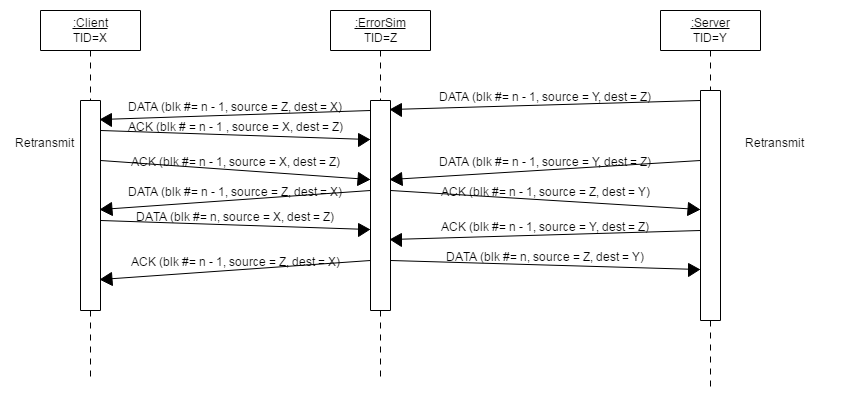 :Client
TID=X
:ErrorSim
TID=Z
:Server
TID=Y
DATA (blk #= n - 1, source = Y, dest = Z)
DATA (blk #= n - 1, source = Z, dest = X)
ACK (blk # = n - 1 , source = X, dest = Z)
Retransmit
Retransmit
ACK (blk #= n - 1, source = X, dest = Z)
DATA (blk #= n - 1, source = Y, dest = Z)
DATA (blk #= n - 1, source = Z, dest = X)
ACK (blk #= n - 1, source = Z, dest = Y)
DATA (blk #= n, source = X, dest = Z)
ACK (blk #= n - 1, source = Y, dest = Z)
ACK (blk #= n - 1, source = Z, dest = X)
DATA (blk #= n, source = Z, dest = Y)